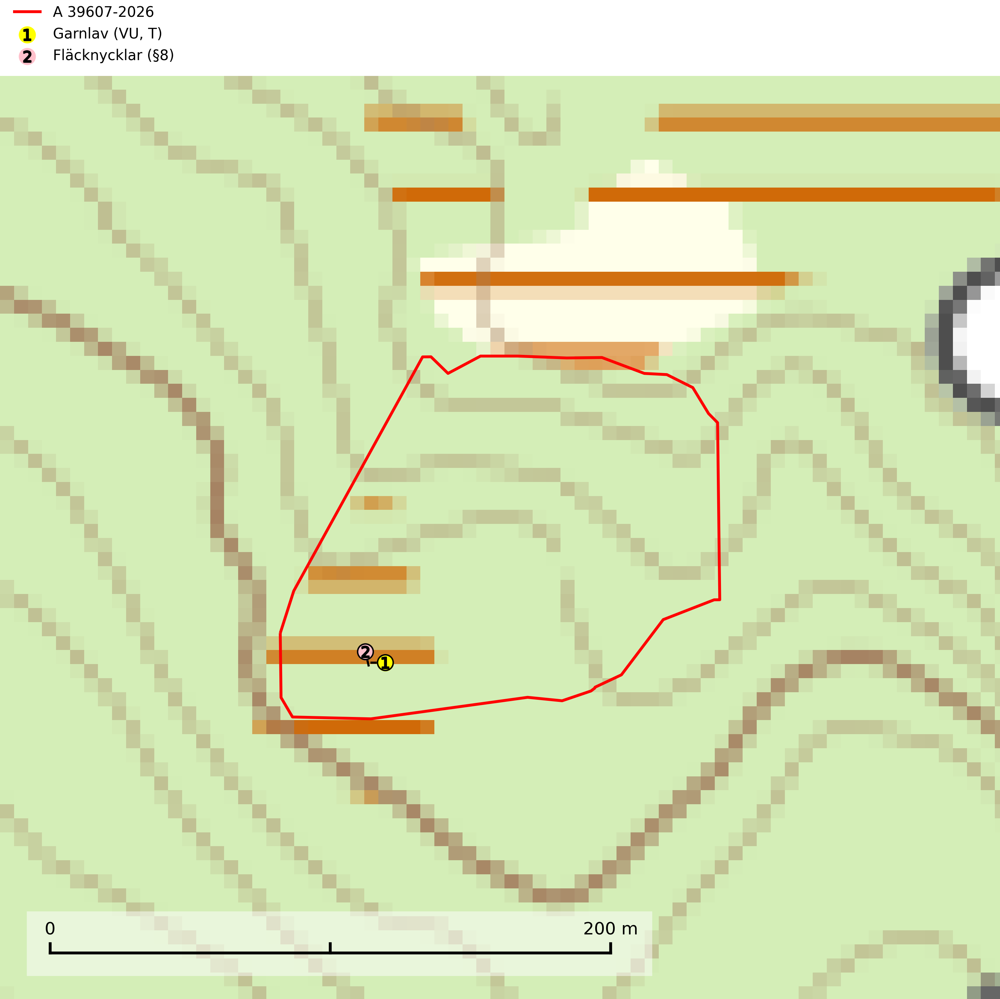 A 39607-2026
1 Garnlav (VU, T)
2 Fläcknycklar (§8)
2
1
0 200 m